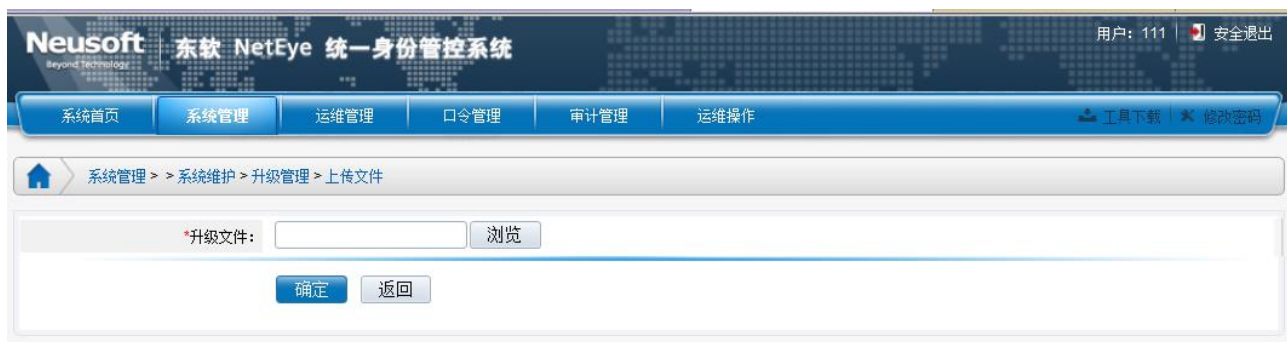 Neusoft 东软 NetEye 统一身份管控系统 用户：111 安全退出
Beyond Technology
系统首页 系统管理 运维管理 口令管理 审计管理 运维操作 工具下载 修改密码
系统管理 > > 系统维护 > 升级管理 > 上传文件
*升级文件： 浏览
确定 返回